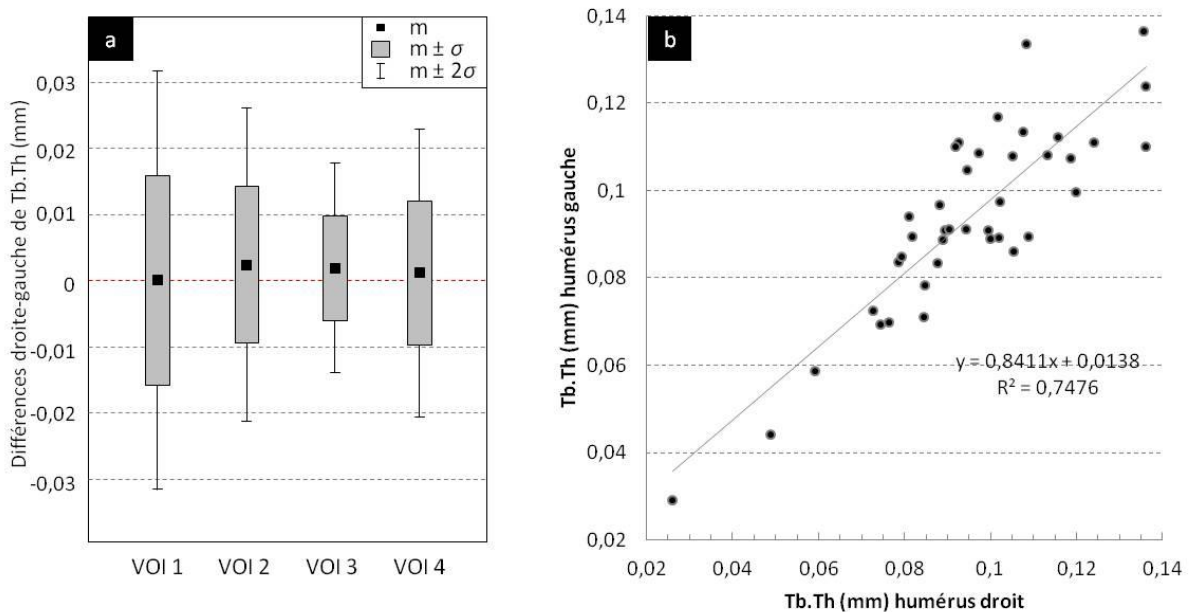 a
m
m ± σ
m ± 2σ
Différences droite-gauche de Tb.Th (mm)
0,03
0,02
0,01
0
-0,01
-0,02
-0,03
VOI 1 VOI 2 VOI 3 VOI 4
b
Tb.Th (mm) humérus gauche
0,14
0,12
0,1
0,08
0,06
0,04
0,02
y = 0,8411x + 0,0138
R² = 0,7476
0,02 0,04 0,06 0,08 0,1 0,12 0,14
Tb.Th (mm) humérus droit